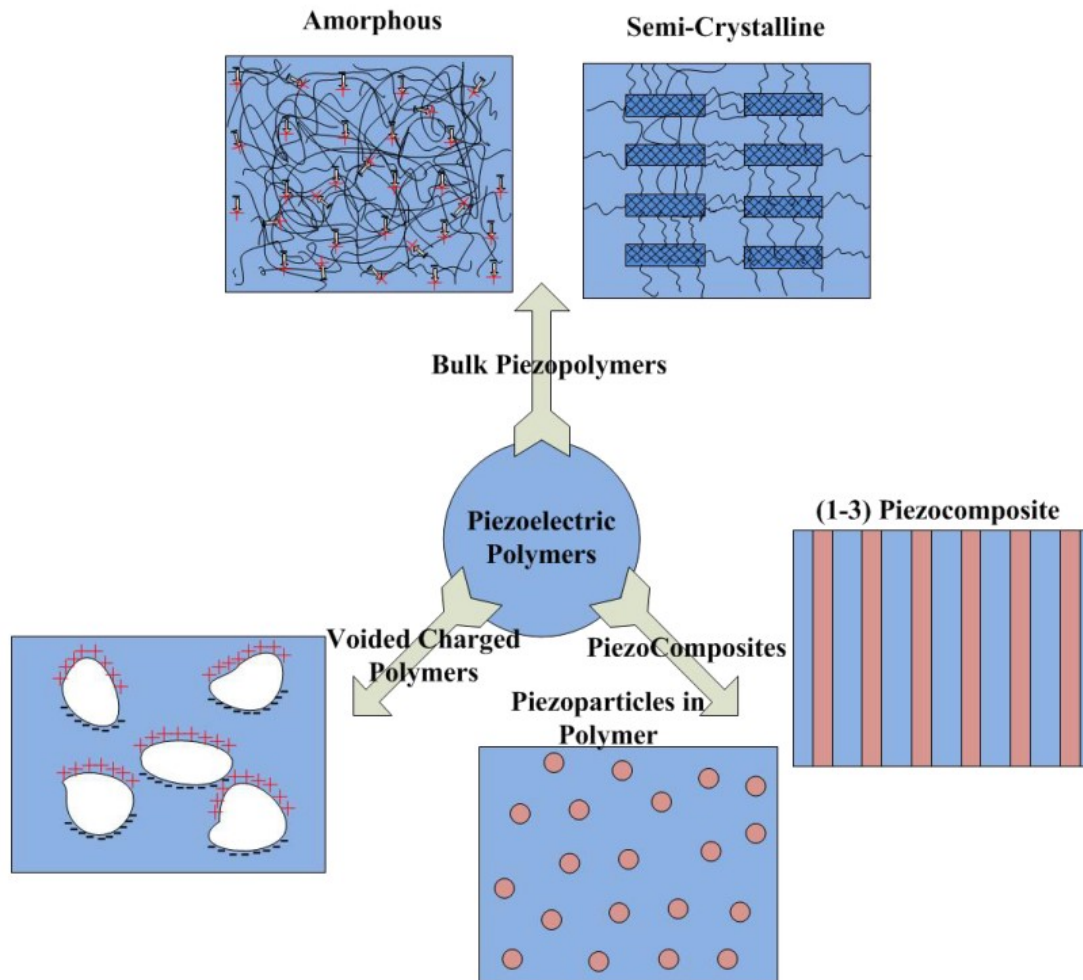 Amorphous
Semi-Crystalline
Bulk Piezopolymers
Piezoelectric
Polymers
(1-3) Piezocomposite
Voided Charged
Polymers
PiezoComposites
Piezoparticles in
Polymer